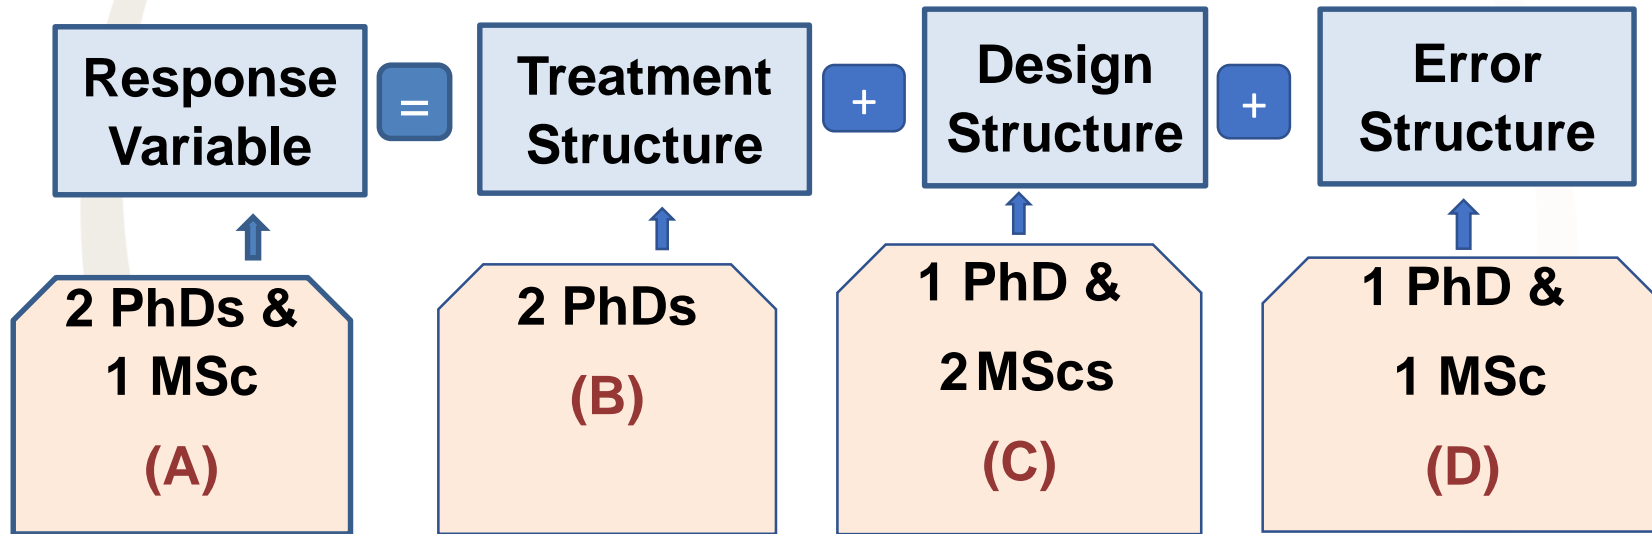 Response
Variable
=
Treatment
Structure
+
Design
Structure
+
Error
Structure
2 PhDs &
1 MSc
(A)
2 PhDs
(B)
1 PhD &
2 MScs
(C)
1 PhD &
1 MSc
(D)